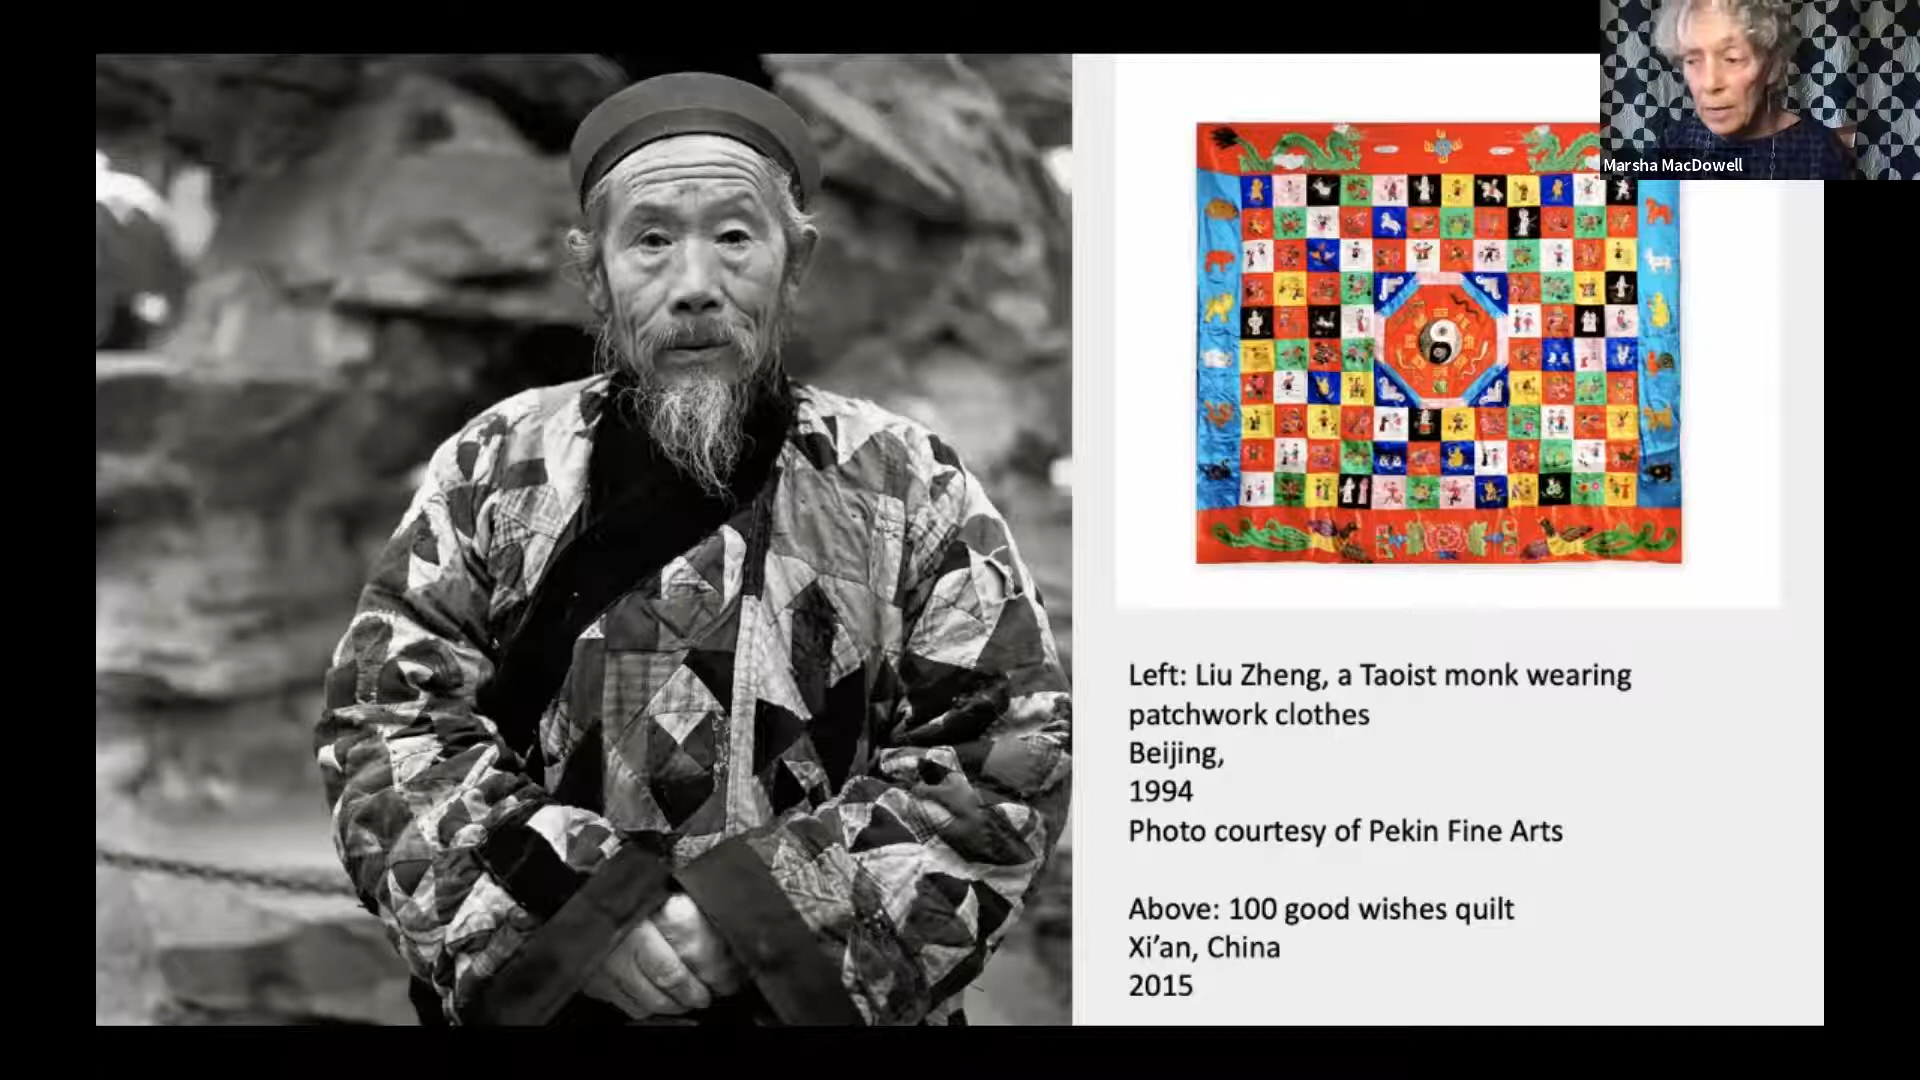 Marsha MacDowell
Left: Liu Zheng, a Taoist monk wearing
patchwork clothes
Beijing,
1994
Photo courtesy of Pekin Fine Arts
Above: 100 good wishes quilt
Xi’an, China
2015